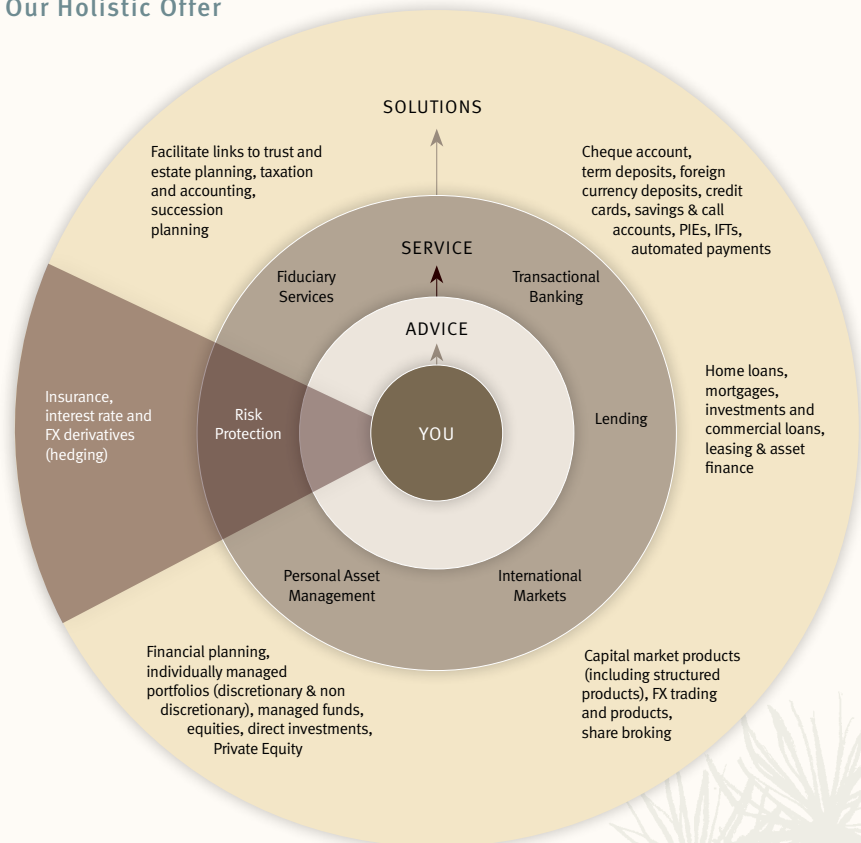 Our Holistic Offer
SOLUTIONS
Facilitate links to trust and
estate planning, taxation
and accounting,
succession
planning
Cheque account,
term deposits, foreign
currency deposits, credit
cards, savings & call
accounts, PIEs, IFTs,
automated payments
SERVICE
Fiduciary
Services
Transactional
Banking
ADVICE
Insurance,
interest rate and
FX derivatives
(hedging)
Risk
Protection
YOU
Lending
Home loans,
mortgages,
investments and
commercial loans,
leasing & asset
finance
Personal Asset
Management
International
Markets
Financial planning,
individually managed
portfolios (discretionary & non
discretionary), managed funds,
equities, direct investments,
Private Equity
Capital market products
(including structured
products), FX trading
and products,
share broking